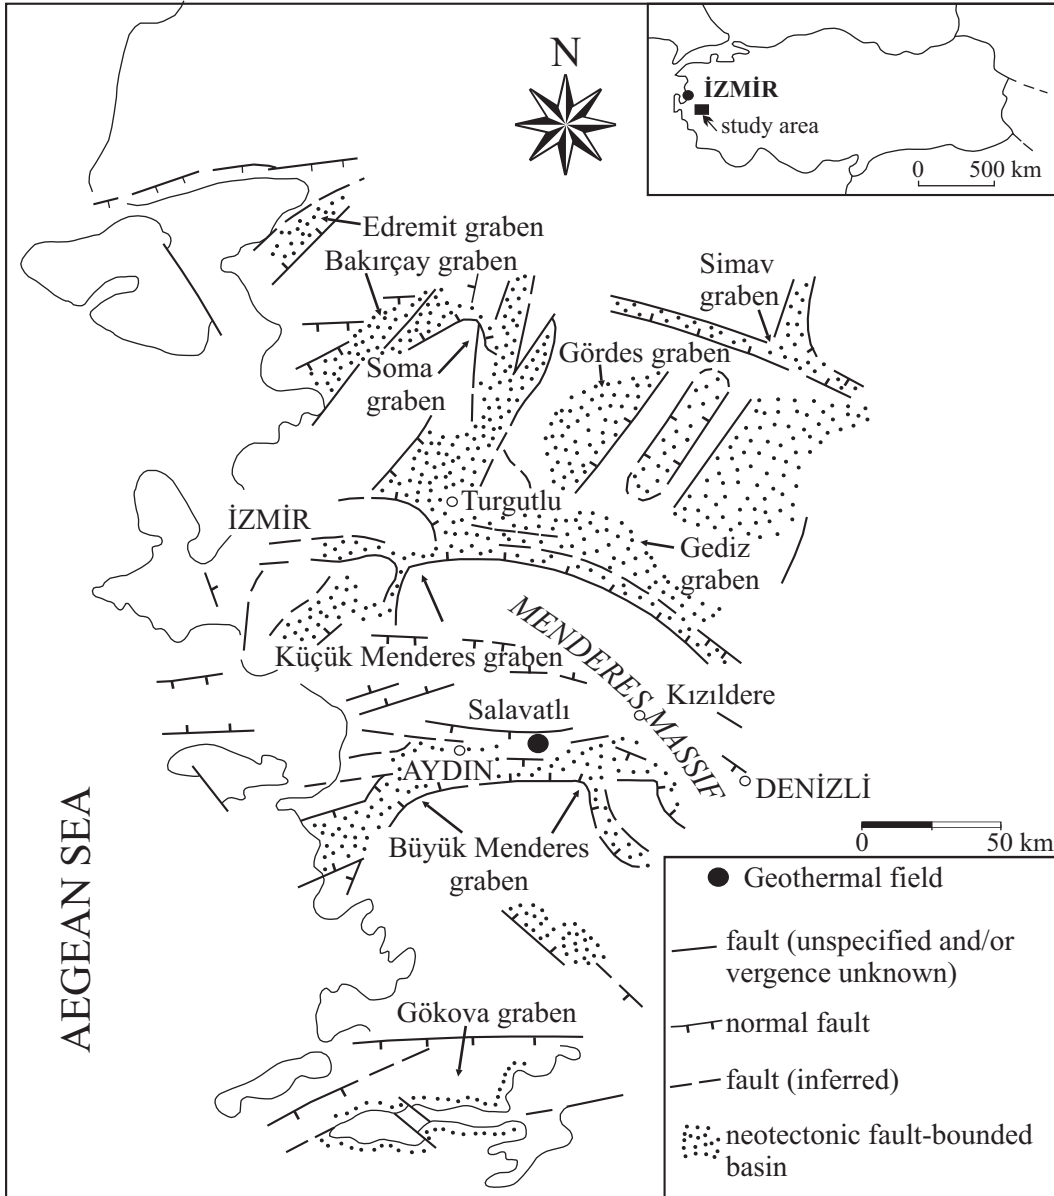 N
İZMİR
study area
0 500 km
Edremit graben
Bakırçay graben
Simav
graben
Soma
graben
Gördes graben
Turgutlu
İZMİR
Gediz
graben
MENDERES MASSIF
Küçük Menderes graben
Kızıldere
Salavatlı
AYDIN
DENİZLİ
Büyük Menderes
graben
0 50 km
AEGEAN SEA
Gökova graben
Geothermal field
fault (unspecified and/or
vergence unknown)
normal fault
fault (inferred)
neotectonic fault-bounded
basin